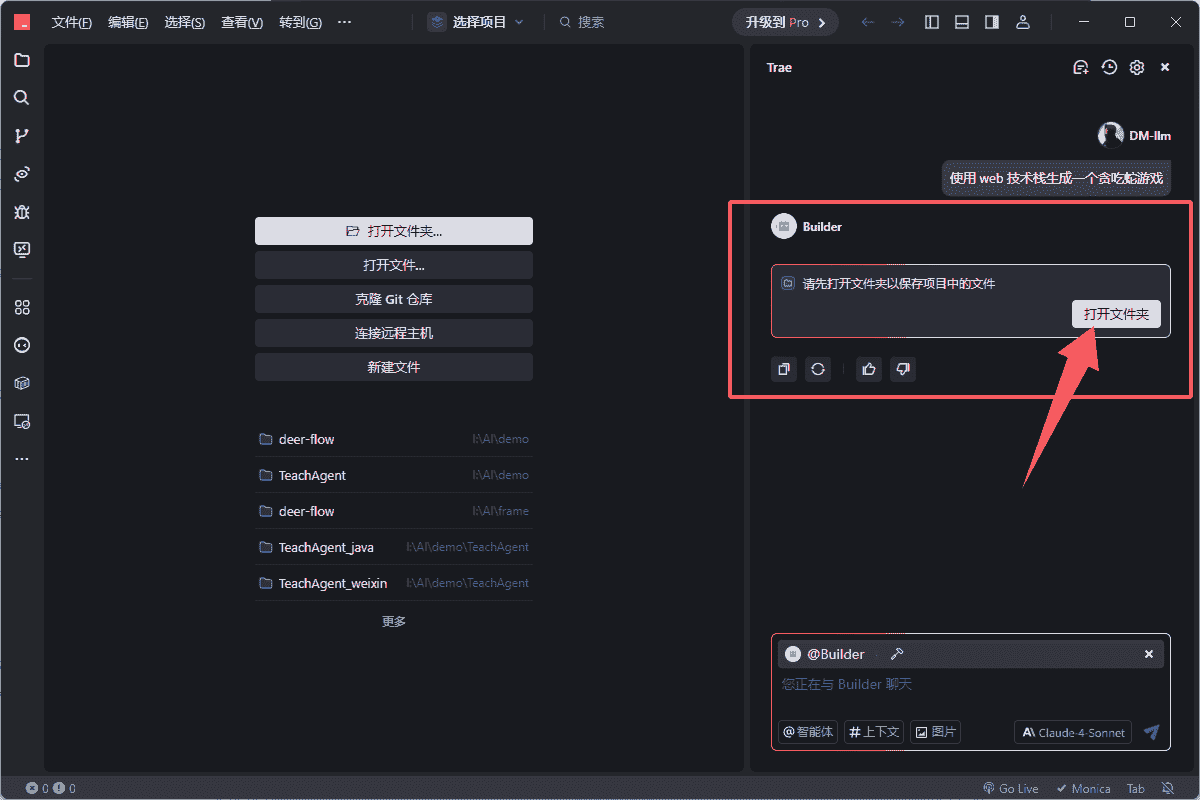 文件(F) 编辑(E) 选择(S) 查看(V) 转到(G) ··· 选择项目 搜索 升级到 Pro
Trae
DM-llm
使用 web 技术栈生成一个贪吃蛇游戏
Builder
请先打开文件夹以保存项目中的文件
打开文件夹
打开文件夹...
打开文件...
克隆 Git 仓库
连接远程主机
新建文件
deer-flow I:\AI\demo
TeachAgent I:\AI\demo
deer-flow I:\AI\frame
TeachAgent_java I:\AI\demo\TeachAgent
TeachAgent_weixin I:\AI\demo\TeachAgent
更多
@Builder
您正在与 Builder 聊天
@智能体 #上下文 图片 Claude-4-Sonnet
0 0 Go Live Monica Tab